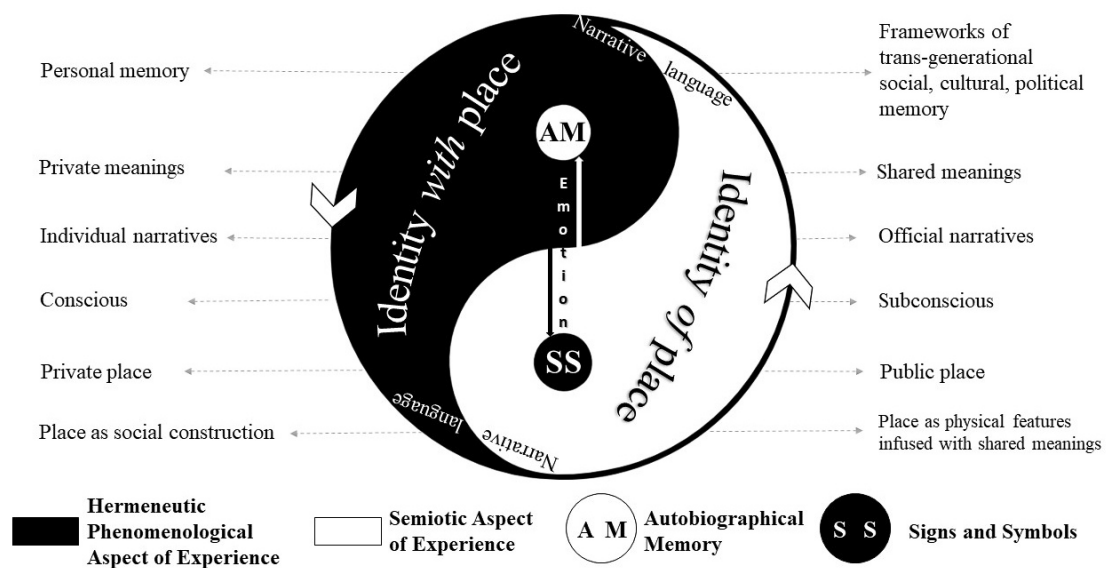 Personal memory
Private meanings
Individual narratives
Conscious
Private place
Place as social construction
Narrative
language
Identity with place
AM
Emotion
SS
Identity of place
language
Narrative
Frameworks of
trans-generational
social, cultural, political
memory
Shared meanings
Official narratives
Subconscious
Public place
Place as physical features
infused with shared meanings
Hermeneutic
Phenomenological
Aspect of Experience
Semiotic Aspect
of Experience
A M
Autobiographical
Memory
S S
Signs and Symbols